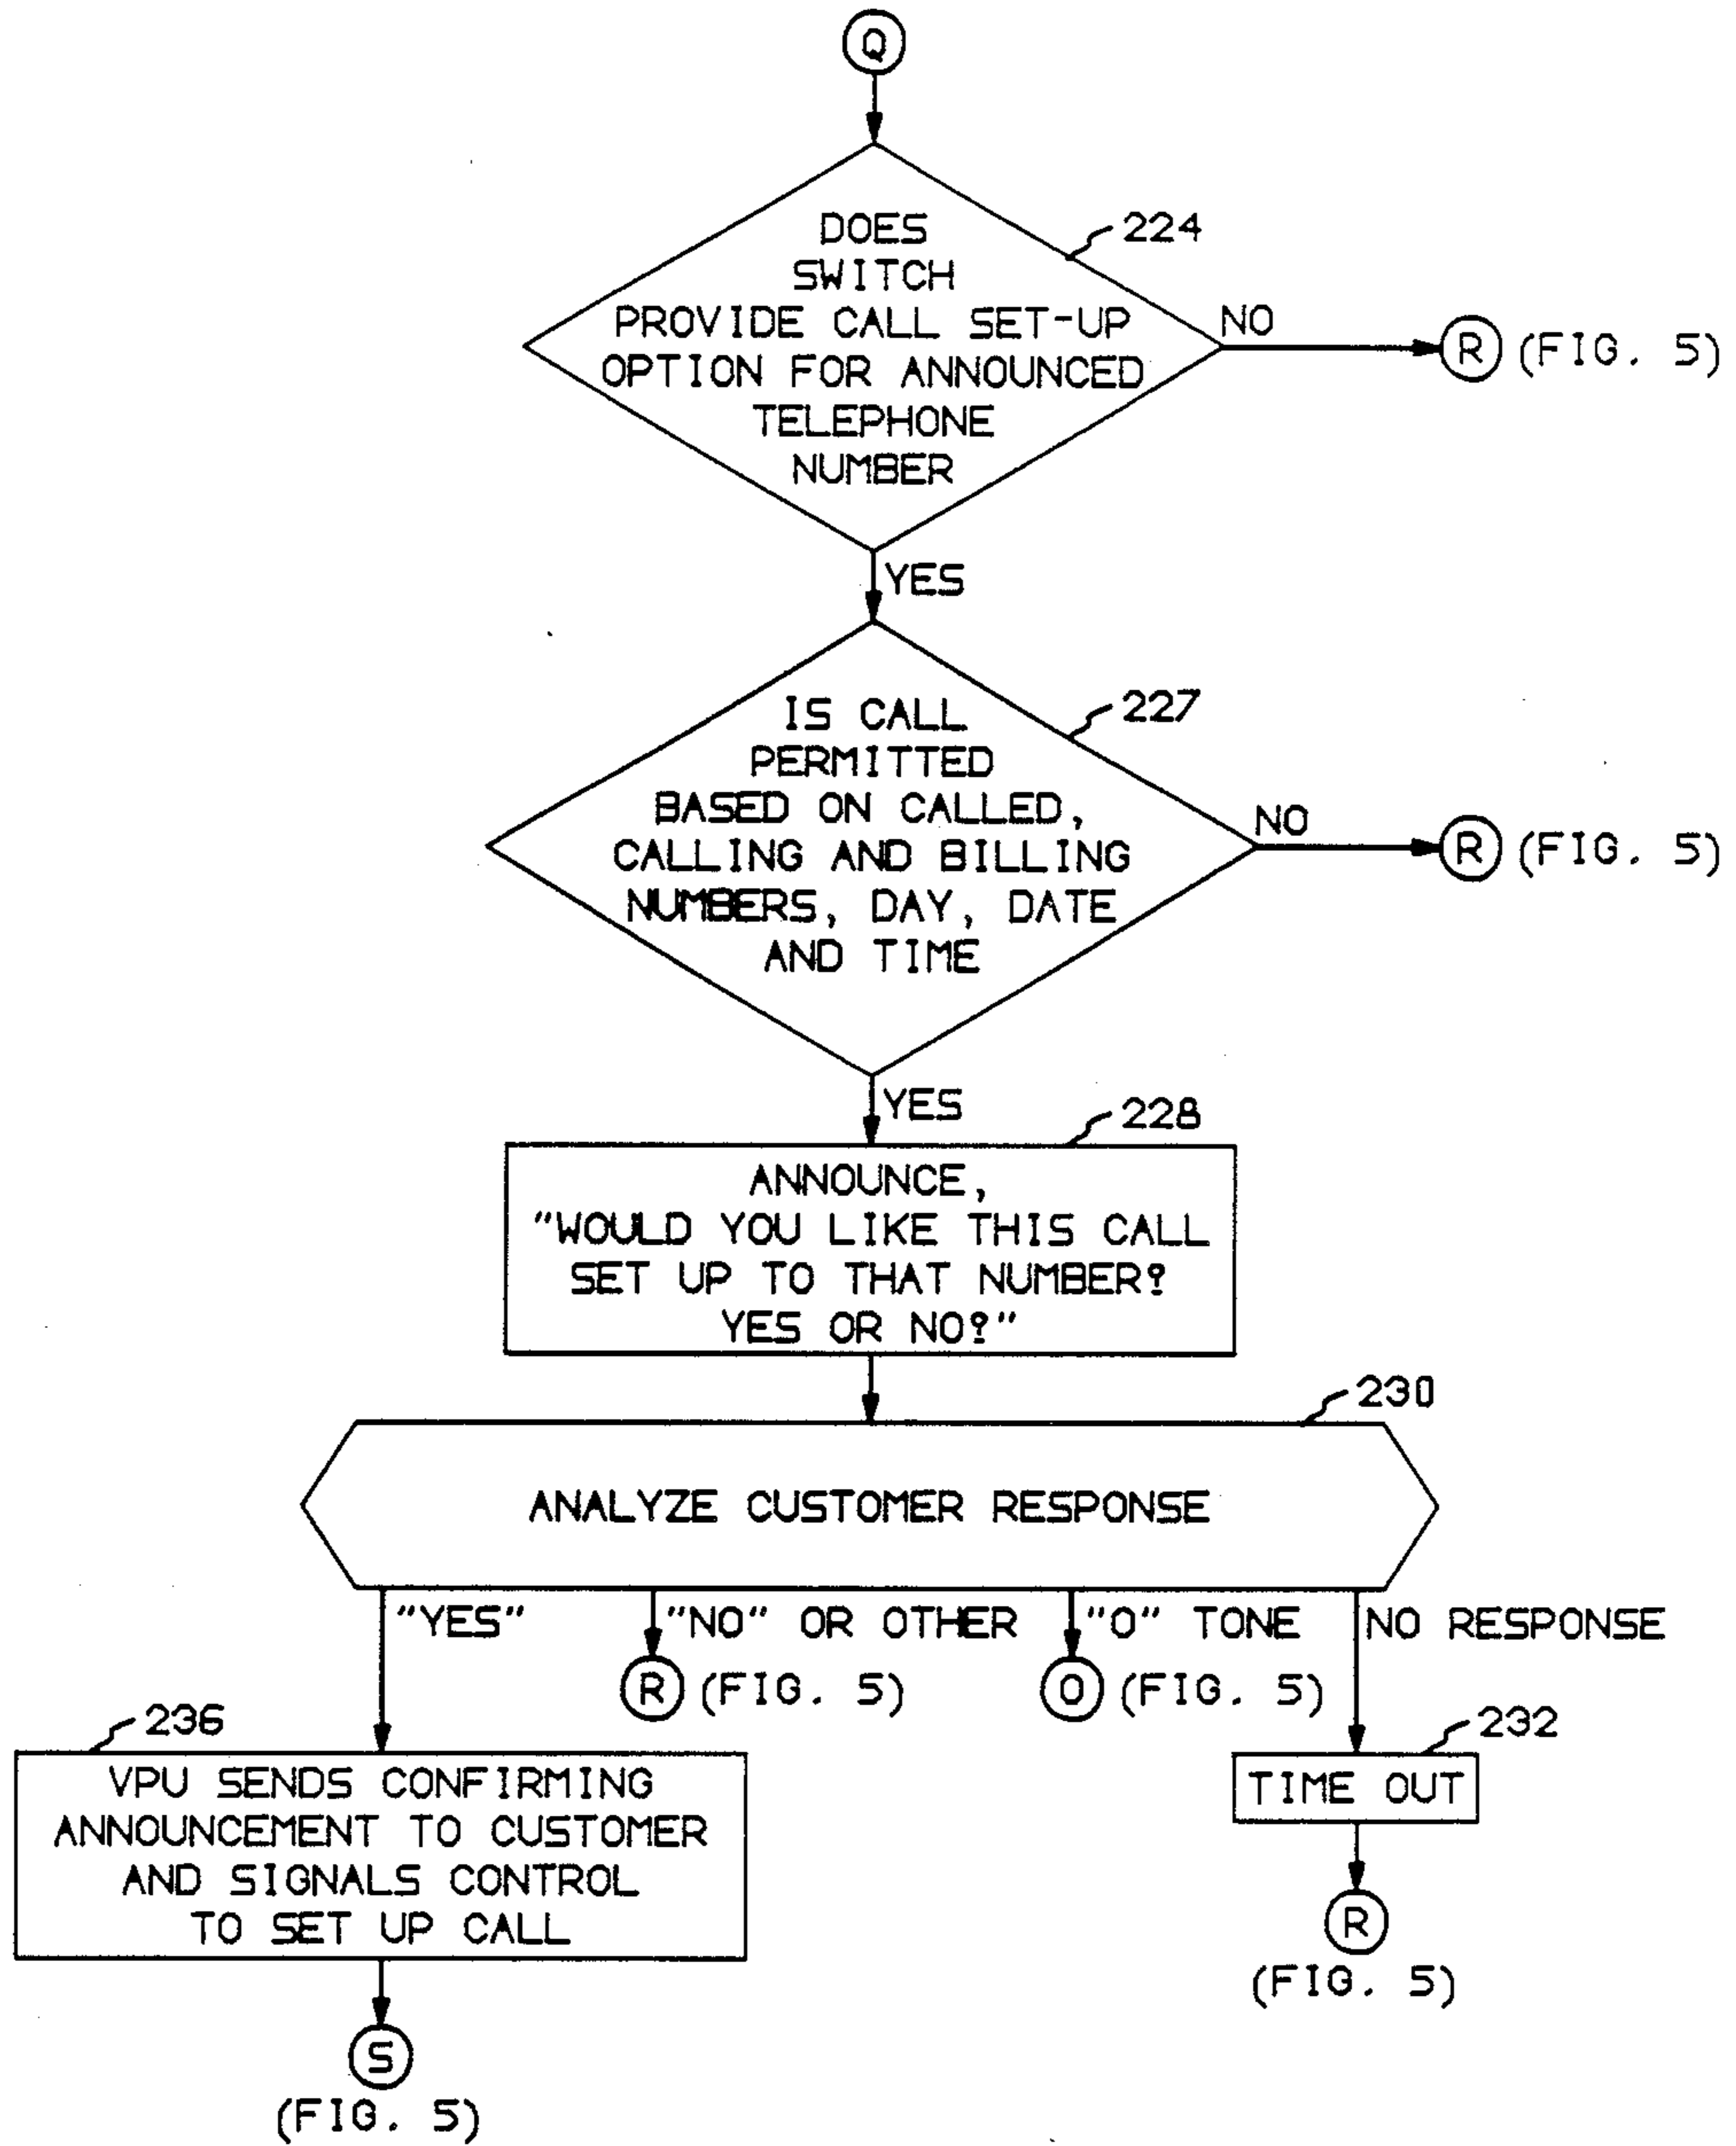 Q
224
DOES
SWITCH
PROVIDE CALL SET-UP
OPTION FOR ANNOUNCED
TELEPHONE
NUMBER
NO
R (FIG. 5)
YES
227
IS CALL
PERMITTED
BASED ON CALLED,
CALLING AND BILLING
NUMBERS, DAY, DATE
AND TIME
NO
R (FIG. 5)
YES
228
ANNOUNCE,
"WOULD YOU LIKE THIS CALL
SET UP TO THAT NUMBER?
YES OR NO?"
230
ANALYZE CUSTOMER RESPONSE
"YES"
"NO" OR OTHER
"0" TONE
NO RESPONSE
R (FIG. 5)
O (FIG. 5)
236
VPU SENDS CONFIRMING
ANNOUNCEMENT TO CUSTOMER
AND SIGNALS CONTROL
TO SET UP CALL
232
TIME OUT
R
(FIG. 5)
S
(FIG. 5)